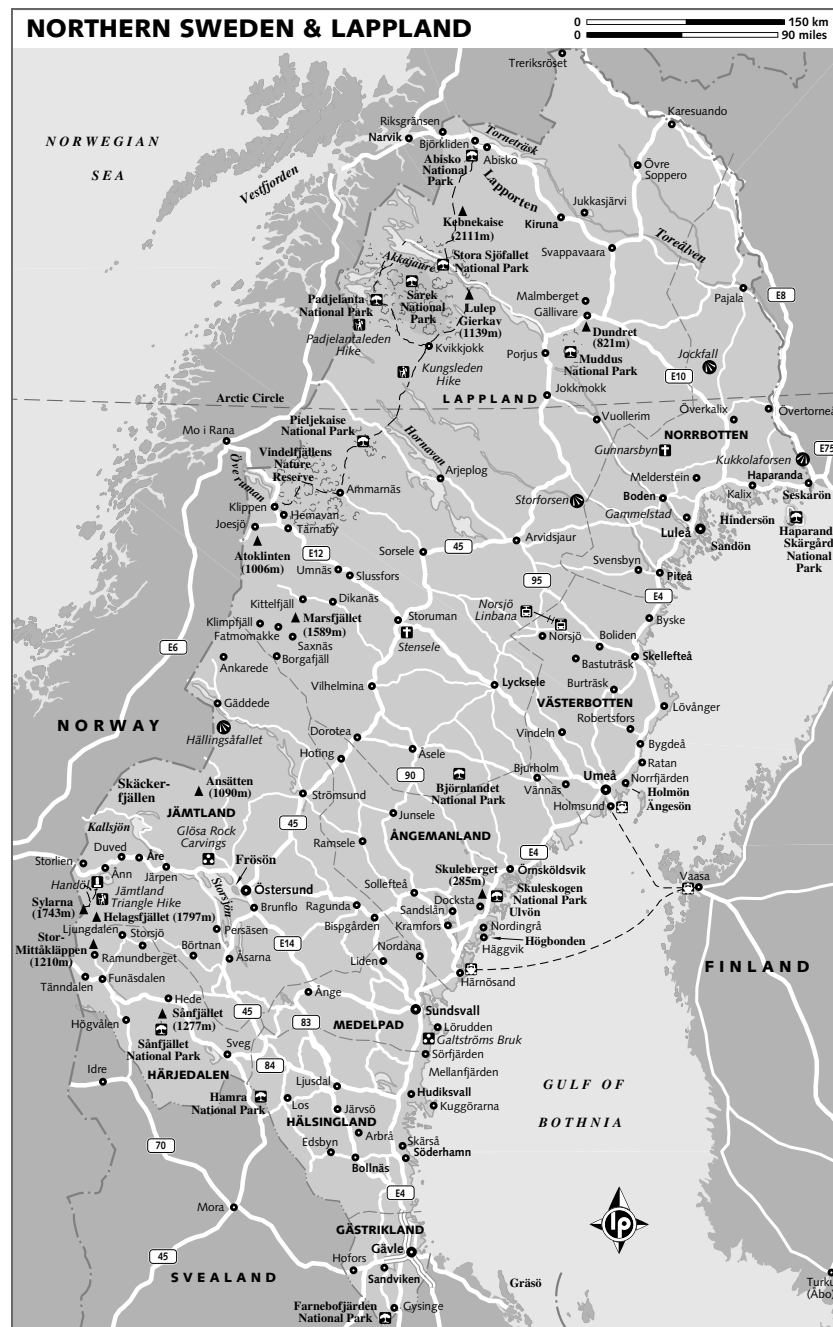 NORTHERN SWEDEN & LAPPLAND
0 150 km
0 90 miles
Treriksröset
Karesuando
NORWEGIAN
SEA
Riksgränsen
Narvik
Björkliden
Torneträsk
Abisko
Abisko
National
Park
Övre
Soppero
Vestfjorden
Lapporten
Jukkasjärvi
Kebnekaise
(2111m)
Kiruna
Torneälven
Svappavaara
Akkajaure
Stora Sjöfallet
National Park
Sarek
National
Park
Padjelanta
National Park
Lulep
Gierkav
(1139m)
Malmberget
Gällivare
Pajala
E8
Padjelantaleden
Hike
Dundret
(821m)
Kvikkjokk
Porjus
Muddus
National Park
Jockfall
Kungsleden
Hike
E10
Jokkmokk
Arctic Circle
LAPPLAND
Överkalix
Övertorneå
Vuollerim
Mo i Rana
Pieljekaise
National Park
Hornavan
NORRBOTTEN
E75
Gunnarsbyn
Kukkolaforsen
Vindelfjällens
Nature
Reserve
Överuman
Arjeplog
Melderstein
Haparanda
Ammarnäs
Storforsen
Boden
Kalix
Seskarön
Klippen
Hemavan
Gammelstad
Hindersön
Haparand
Skärgård
National
Park
Joesjö
Tärnaby
Luleå
Sandön
Atoklinten
(1006m)
E12
Sorsele
45
Arvidsjaur
Umnäs
Slussfors
Svensbyn
Piteå
95
E4
Kittelfjäll
Dikanäs
Norsjö
Linbana
Klimpfjäll
Marsfjället
(1589m)
Storuman
Byske
Fatmomakke
Saxnäs
Stensele
Norsjö
Boliden
E6
Ankarede
Borgafjäll
Bastuträsk
Skellefteå
Vilhelmina
Lycksele
Burträsk
Gäddede
VÄSTERBOTTEN
Lövånger
NORWAY
Robertsfors
Hällingsåfallet
Dorotea
Vindeln
Bygdeå
Hoting
Åsele
Ratan
90
Bjurholm
Umeå
Norrfjärden
Skäcker-
fjällen
Ansätten
(1090m)
Björnlandet
National Park
Vännäs
Holmön
Ängesön
Strömsund
Holmsund
JÄMTLAND
Kallsjön
45
Junsele
Glösa Rock
Carvings
ÅNGEMANLAND
Ramsele
Duved
Åre
Frösön
E4
Storlien
Ånn
Järpen
Örnsköldsvik
Handöl
Storsjön
Östersund
Skuleberget
(285m)
Vaasa
Jämtland
Triangle Hike
Sollefteå
Skuleskogen
National Park
Sylarna
(1743m)
Brunflo
Ragunda
Docksta
Ulvön
Helagsfjället (1797m)
Sandslån
Ljungdalen
Storsjö
Persåsen
Bispgården
Kramfors
Nordingrå
Stor-
Mittåkläppen
(1210m)
Börtnan
E14
Nordana
Häggvik
Högbonden
Ramundberget
Åsarna
Liden
FINLAND
Tänndalen
Funäsdalen
Härnösand
Hede
Ånge
Sånfjället
(1277m)
45
83
Sundsvall
Högvålen
MEDELPAD
Lörudden
Sånfjället
National Park
Galtströms Bruk
Sveg
84
Sörfjärden
Idre
HÄRJEDALEN
Mellanfjärden
Ljusdal
GULF OF
BOTHNIA
Hamra
National Park
Los
Hudiksvall
Järvsö
Kuggörarna
HÄLSINGLAND
70
Arbrå
Edsbyn
Skärså
Bollnäs
Söderhamn
E4
Mora
lp
GÄSTRIKLAND
Gävle
45
Hofors
Sandviken
SVEALAND
Gräsö
Turku
(Åbo)
Farnebofjärden
National Park
Gysinge